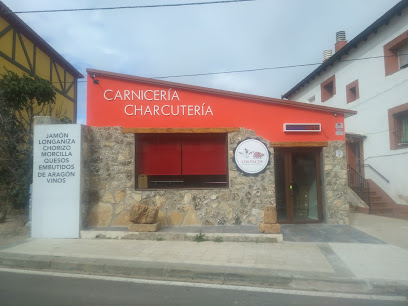 CARNICERÍA
CHARCUTERÍA
JAMÓN
LONGANIZA
CHORIZO
MORCILLA
QUESOS
EMBUTIDOS
DE ARAGÓN
VINOS